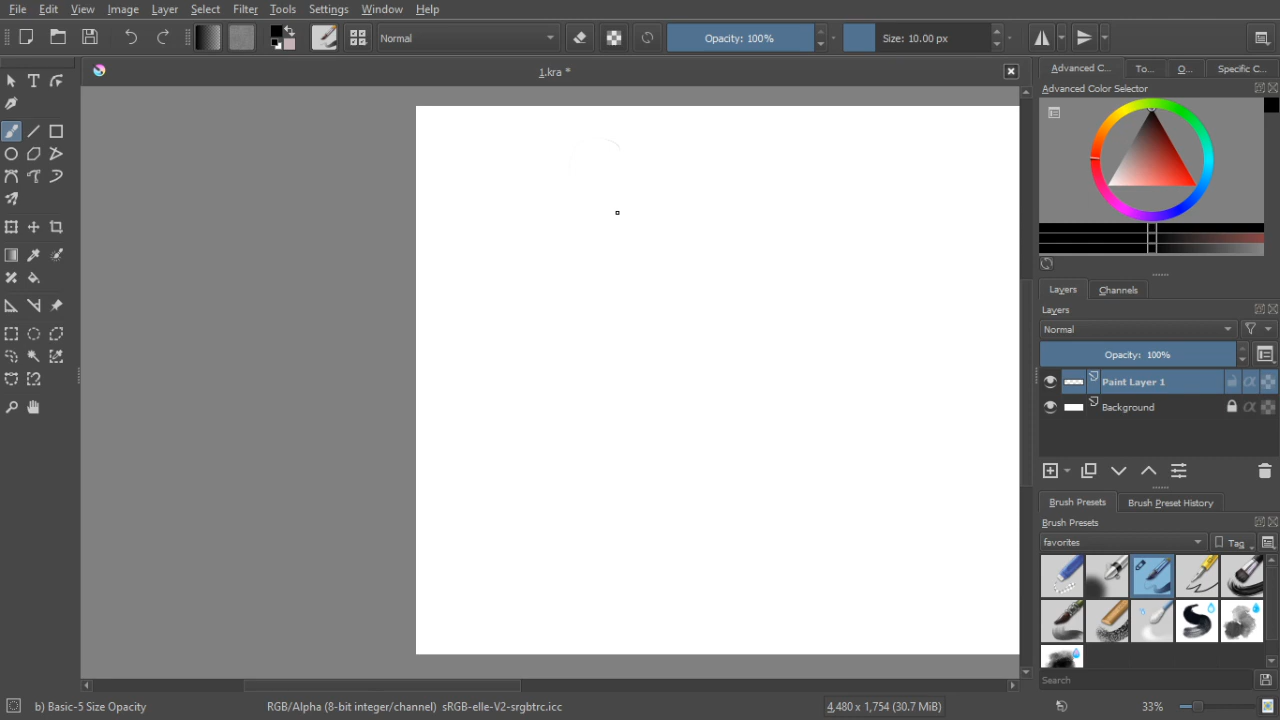 File Edit View Image Layer Select Filter Tools Settings Window Help
Normal Opacity: 100% Size: 10.00 px
1.kra *
Advanced C... To... O... Specific C...
Advanced Color Selector
Layers Channels
Layers
Normal
Opacity: 100%
Paint Layer 1
Background
Brush Presets Brush Preset History
Brush Presets
favorites Tag
Search
b) Basic-5 Size Opacity RGB/Alpha (8-bit integer/channel) sRGB-elle-V2-srgbtrc.icc 4,480 x 1,754 (30.7 MiB) 33%